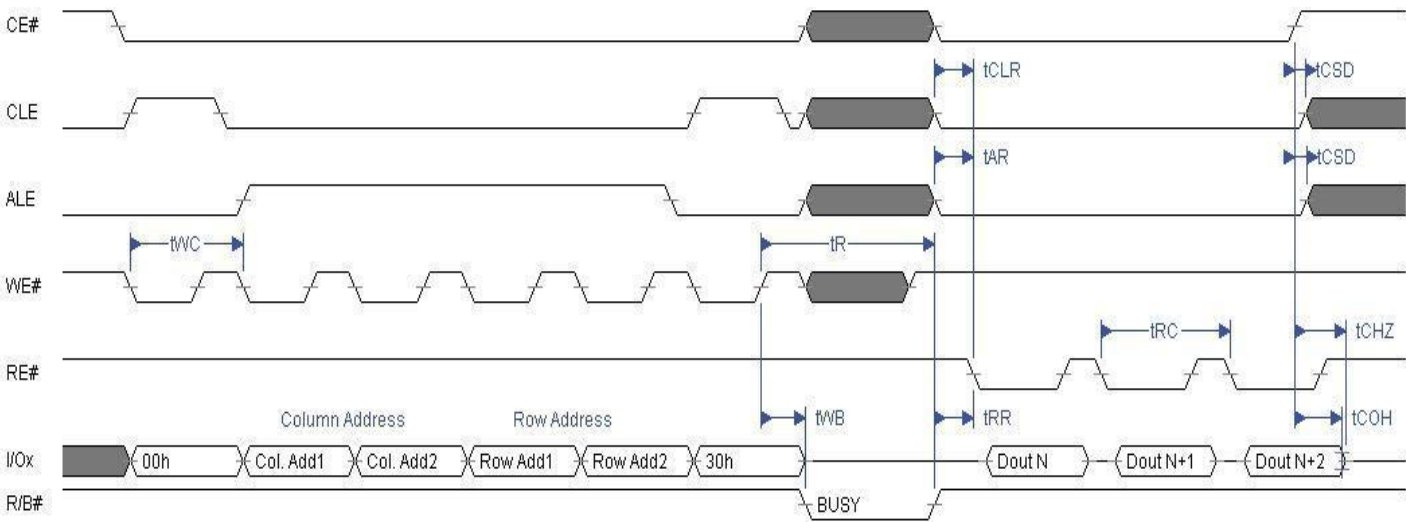 CE#
tCLR tCSD
CLE
tAR tCSD
ALE
tWC tR
WE#
tRC tCHZ
RE#
Column Address Row Address tWB tRR tCOH
I/Ox 00h Col. Add1 Col. Add2 Row Add1 Row Add2 30h Dout N Dout N+1 Dout N+2
R/B# BUSY